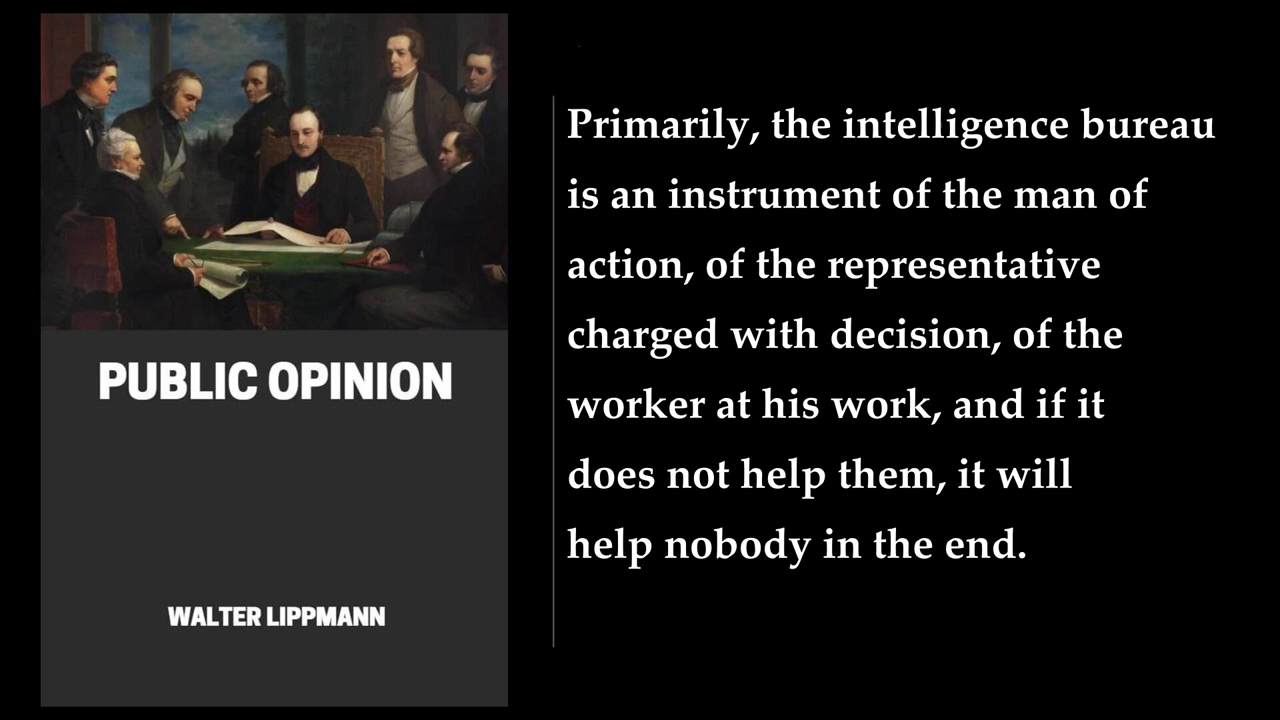 PUBLIC OPINION
WALTER LIPPMANN
Primarily, the intelligence bureau
is an instrument of the man of
action, of the representative
charged with decision, of the
worker at his work, and if it
does not help them, it will
help nobody in the end.